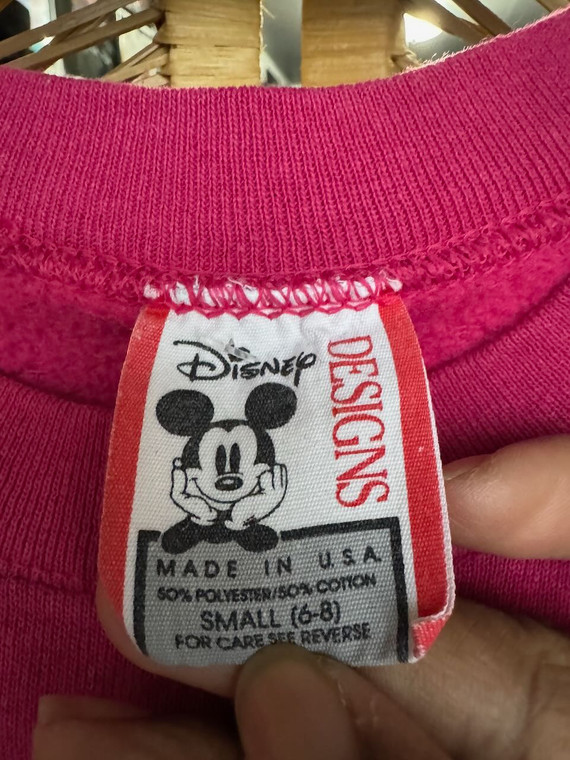 Disney
DESIGNS
MADE IN U.S.A.
50% POLYESTER/50% COTTON
SMALL (6-8)
FOR CARE SEE REVERSE